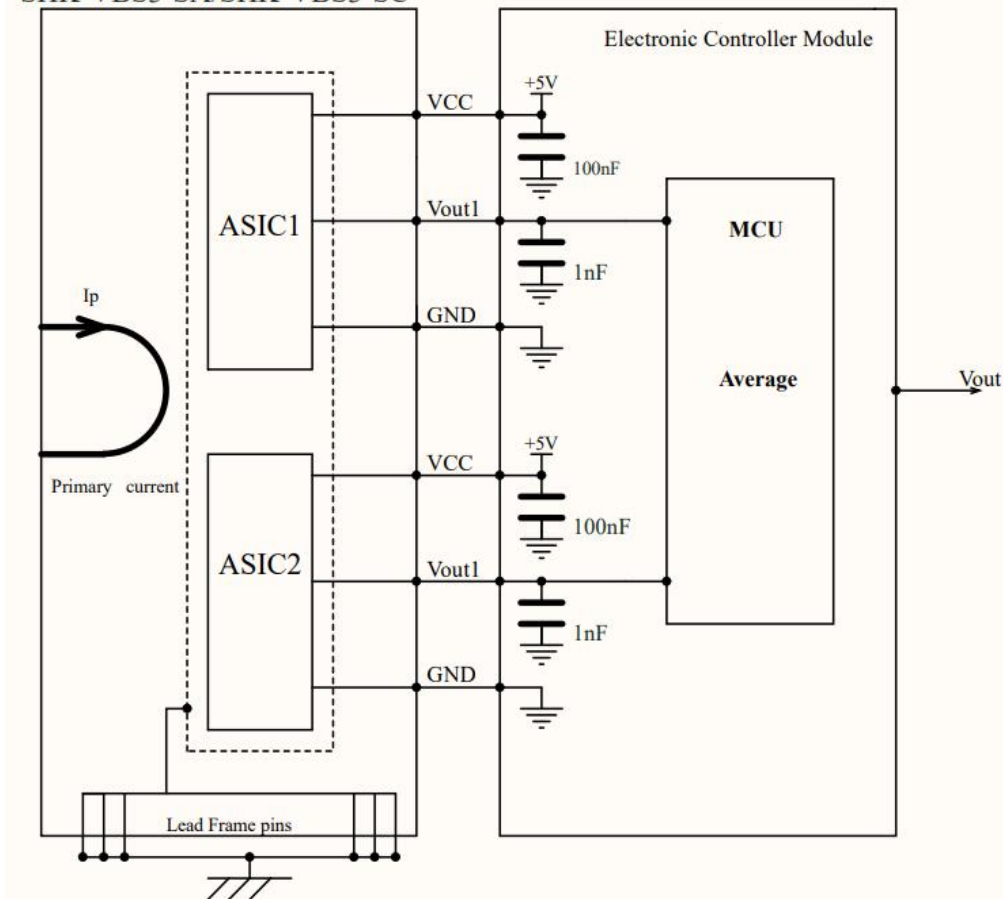 Electronic Controller Module
+5V
VCC
100nF
Vout1
MCU
ASIC1
1nF
Ip
GND
Average
Vout
+5V
VCC
Primary current
100nF
ASIC2
Vout1
1nF
GND
Lead Frame pins